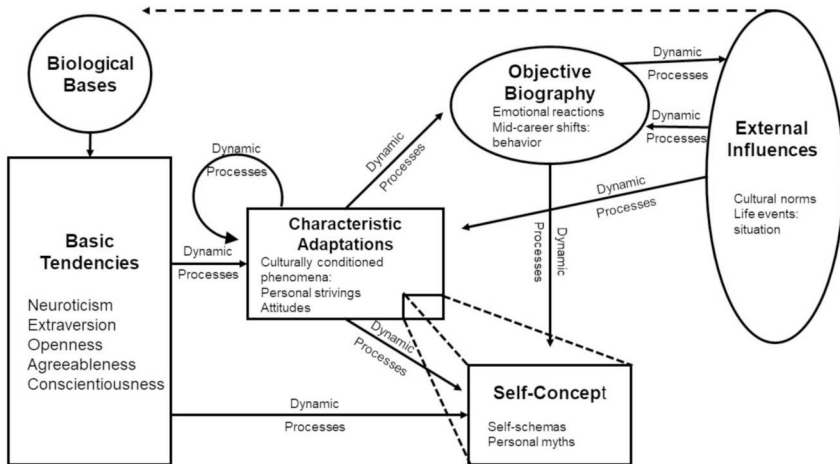 Biological
Bases
Basic
Tendencies
Neuroticism
Extraversion
Openness
Agreeableness
Conscientiousness
Dynamic
Processes
Dynamic
Processes
Characteristic
Adaptations
Culturally conditioned
phenomena:
Personal strivings
Attitudes
Dynamic
Processes
Objective
Biography
Emotional reactions
Mid-career shifts:
behavior
Dynamic
Processes
Dynamic
Processes
External
Influences
Cultural norms
Life events:
situation
Dynamic
Processes
Dynamic
Processes
Dynamic
Processes
Dynamic
Processes
Self-Concept
Self-schemas
Personal myths